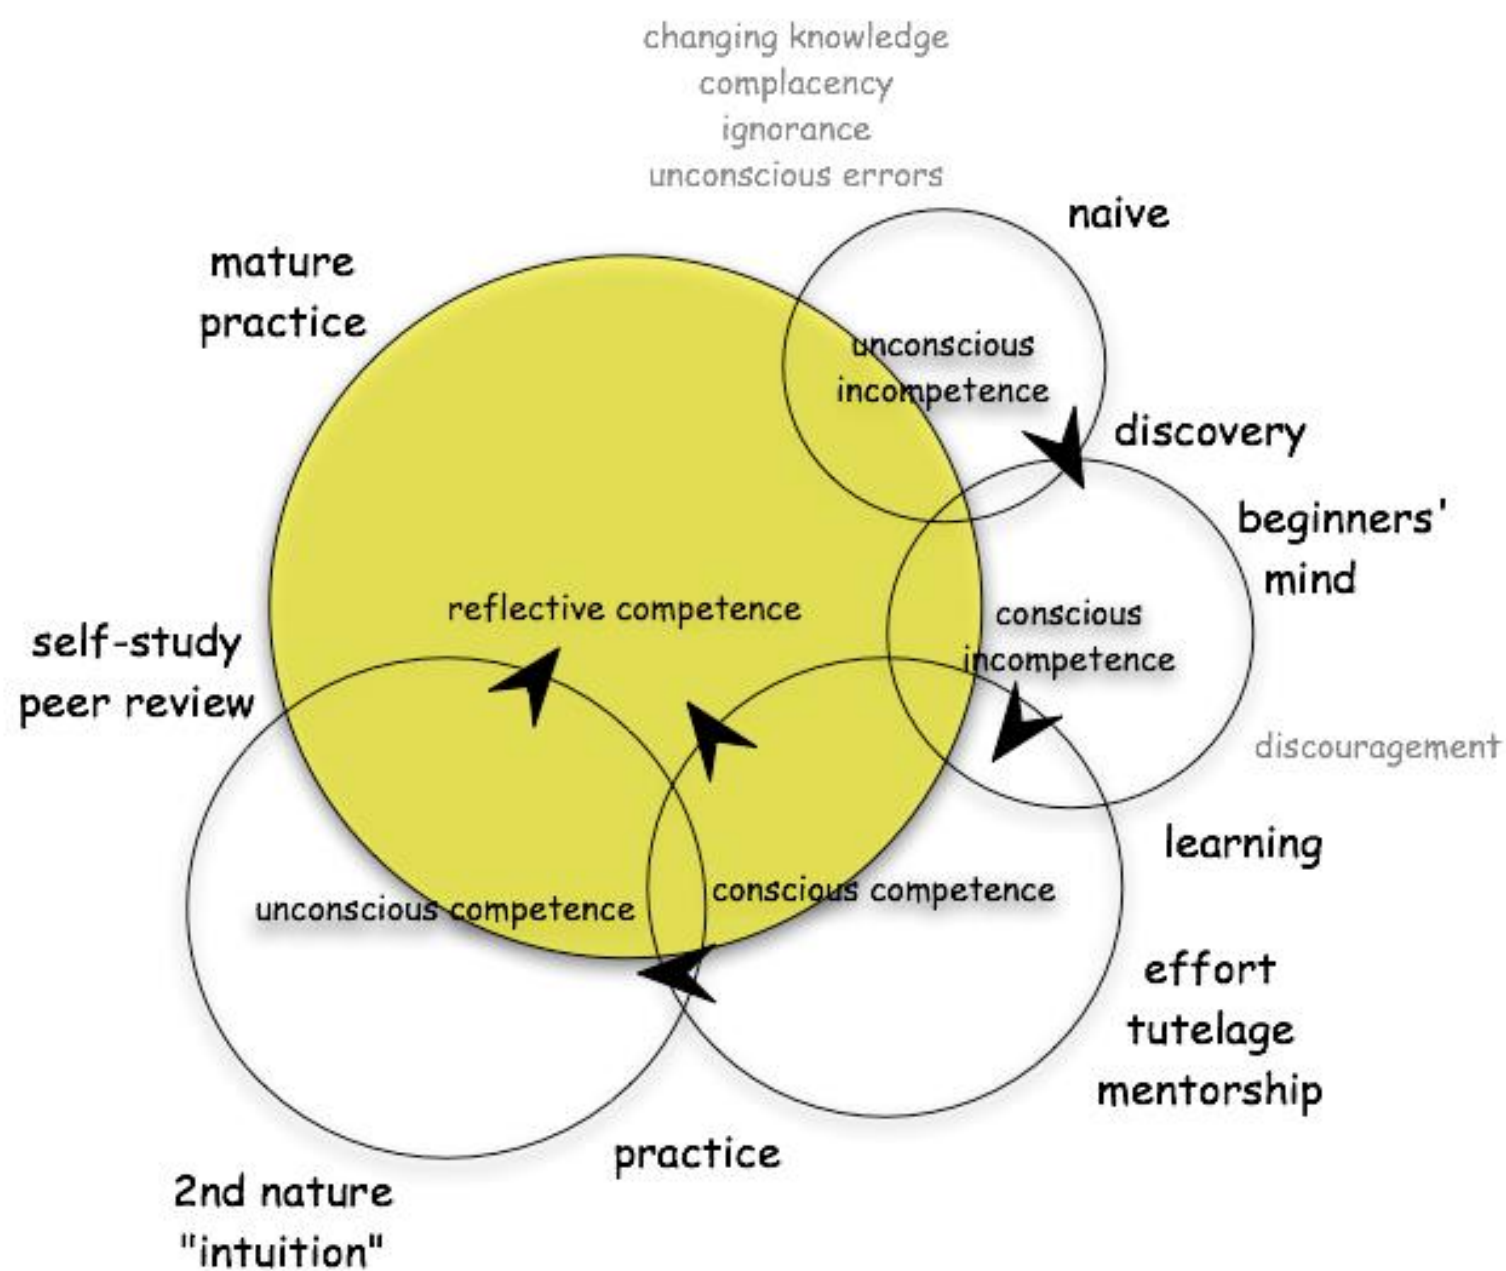 changing knowledge
complacency
ignorance
unconscious errors
naive
mature
practice
unconscious
incompetence
discovery
beginners'
mind
reflective competence
conscious
incompetence
self-study
peer review
discouragement
learning
unconscious competence
conscious competence
effort
tutelage
mentorship
practice
2nd nature
"intuition"